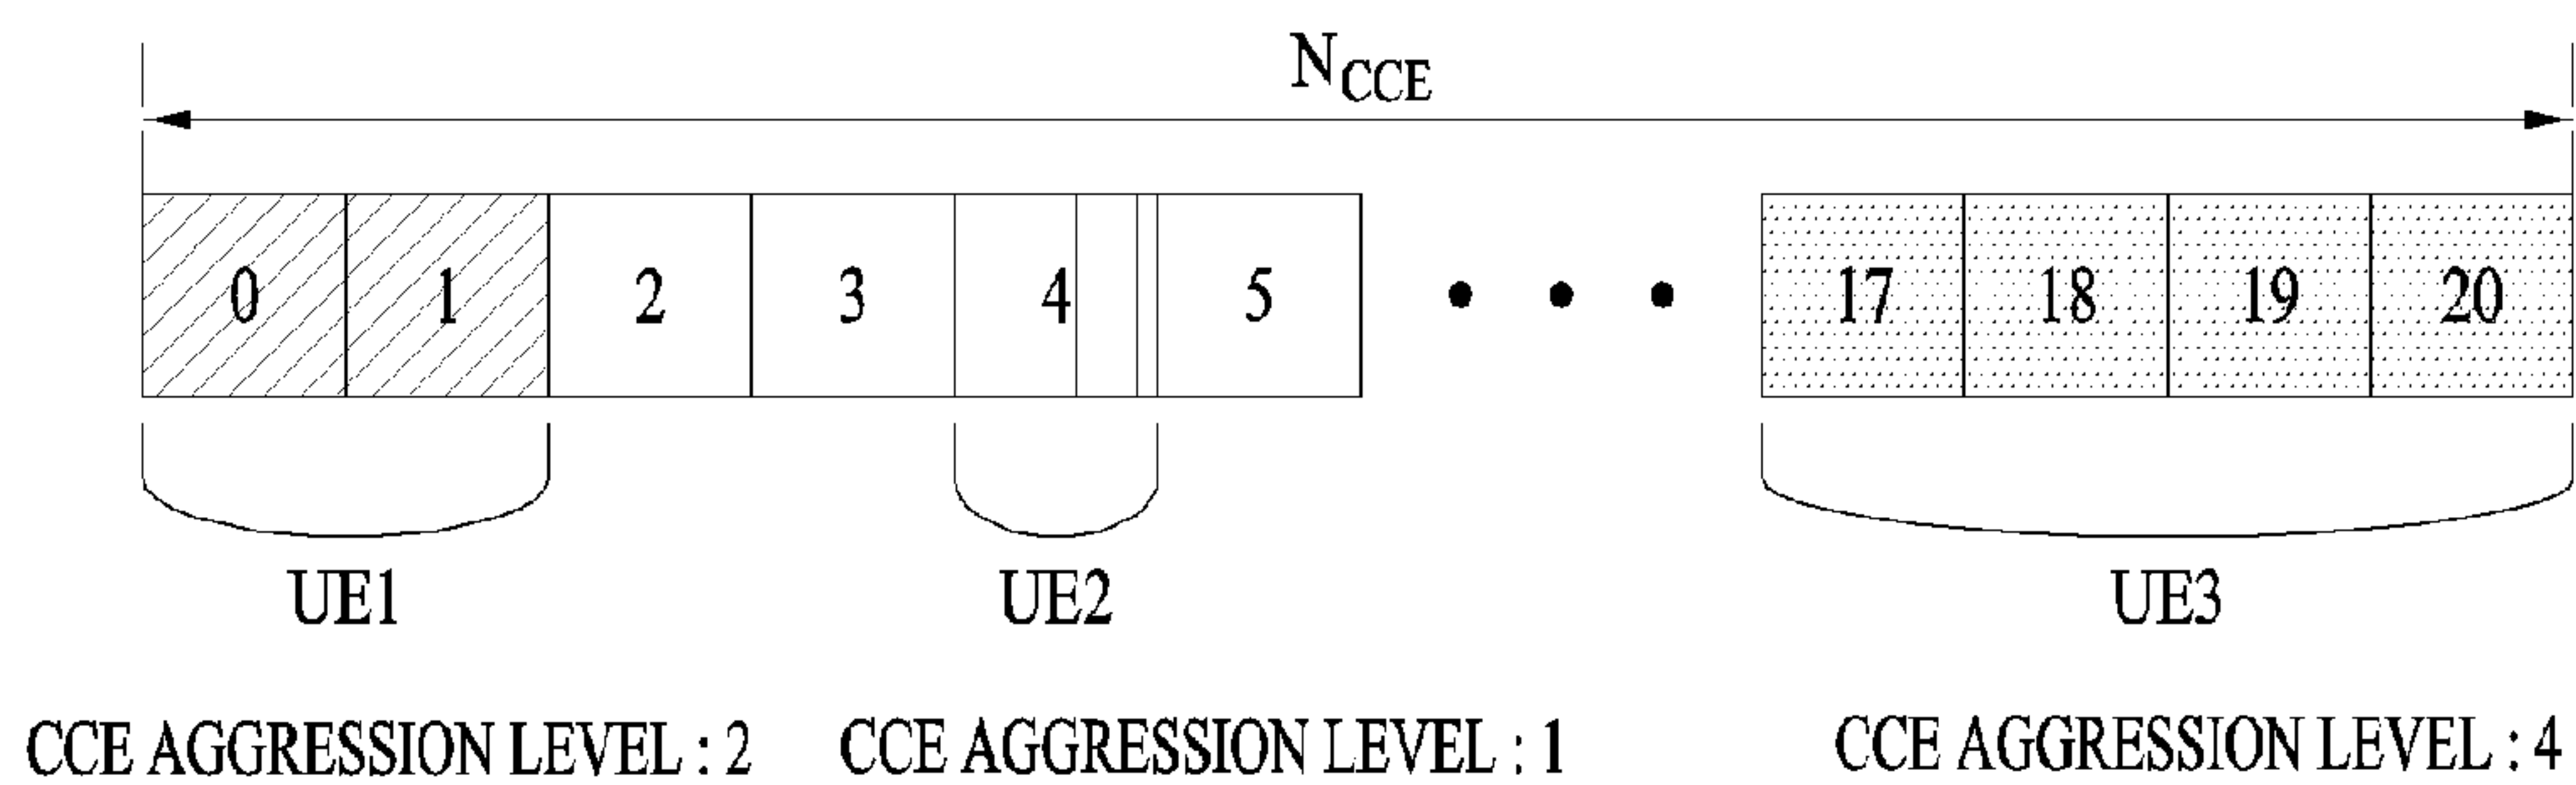 NCCE
0 1 2 3 4 5 • • • 17 18 19 20
UE1 UE2 UE3
CCE AGGRESSION LEVEL : 2 CCE AGGRESSION LEVEL : 1 CCE AGGRESSION LEVEL : 4